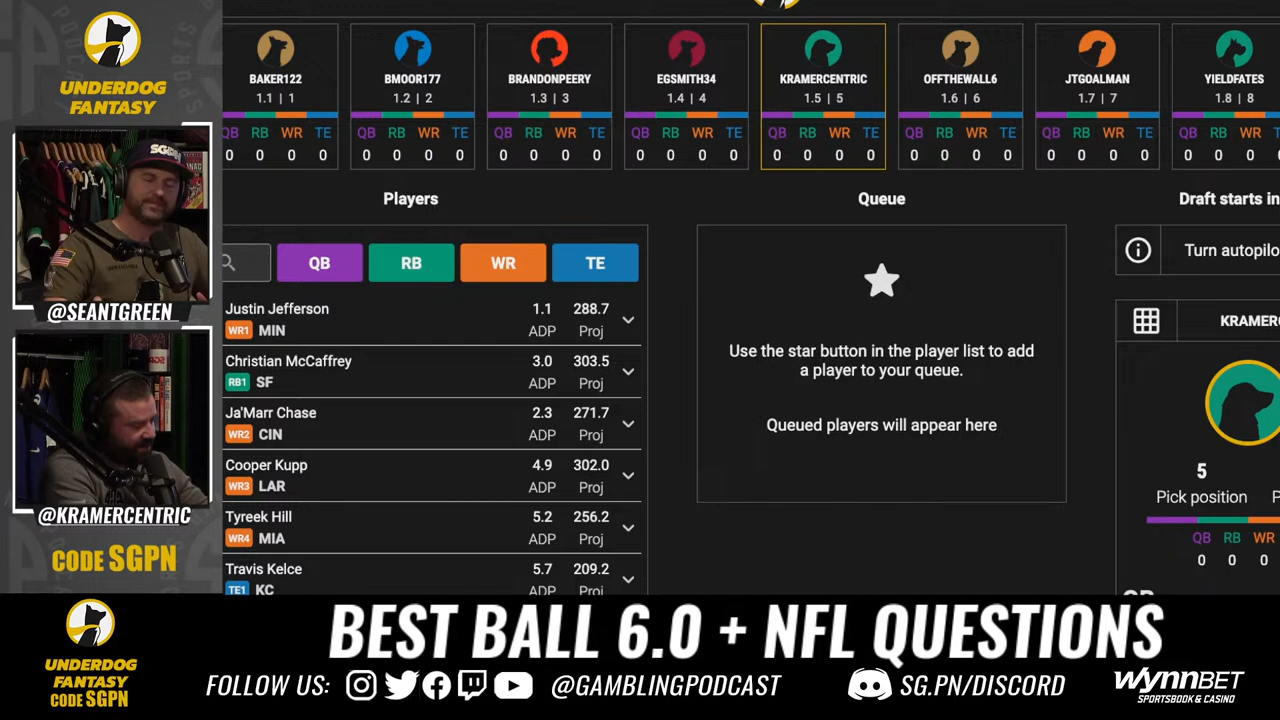 UNDERDOG
FANTASY
@SEANTGREEN
@KRAMERCENTRIC
CODE SGPN
BAKER122
1.1 | 1
QB RB WR TE
0 0 0 0
BMOOR177
1.2 | 2
QB RB WR TE
0 0 0 0
BRANDONPEERY
1.3 | 3
QB RB WR TE
0 0 0 0
EGSMITH34
1.4 | 4
QB RB WR TE
0 0 0 0
KRAMERCENTRIC
1.5 | 5
QB RB WR TE
0 0 0 0
OFFTHEWALL6
1.6 | 6
QB RB WR TE
0 0 0 0
JTGOALMAN
1.7 | 7
QB RB WR TE
0 0 0 0
YIELDFATES
1.8 | 8
QB RB WR
0 0 0
Players
QB RB WR TE
Justin Jefferson 1.1 288.7
WR1 MIN ADP Proj
Christian McCaffrey 3.0 303.5
RB1 SF ADP Proj
Ja'Marr Chase 2.3 271.7
WR2 CIN ADP Proj
Cooper Kupp 4.9 302.0
WR3 LAR ADP Proj
Tyreek Hill 5.2 256.2
WR4 MIA ADP Proj
Travis Kelce 5.7 209.2
TE1 KC ADP Proj
Queue
Use the star button in the player list to add
a player to your queue.
Queued players will appear here
Draft starts in
Turn autopilo
KRAMERC
5
Pick position
QB RB WR
0 0 0
UNDERDOG
FANTASY
CODE SGPN
BEST BALL 6.0 + NFL QUESTIONS
FOLLOW US: @GAMBLINGPODCAST SG.PN/DISCORD
WYNNBET
SPORTSBOOK & CASINO